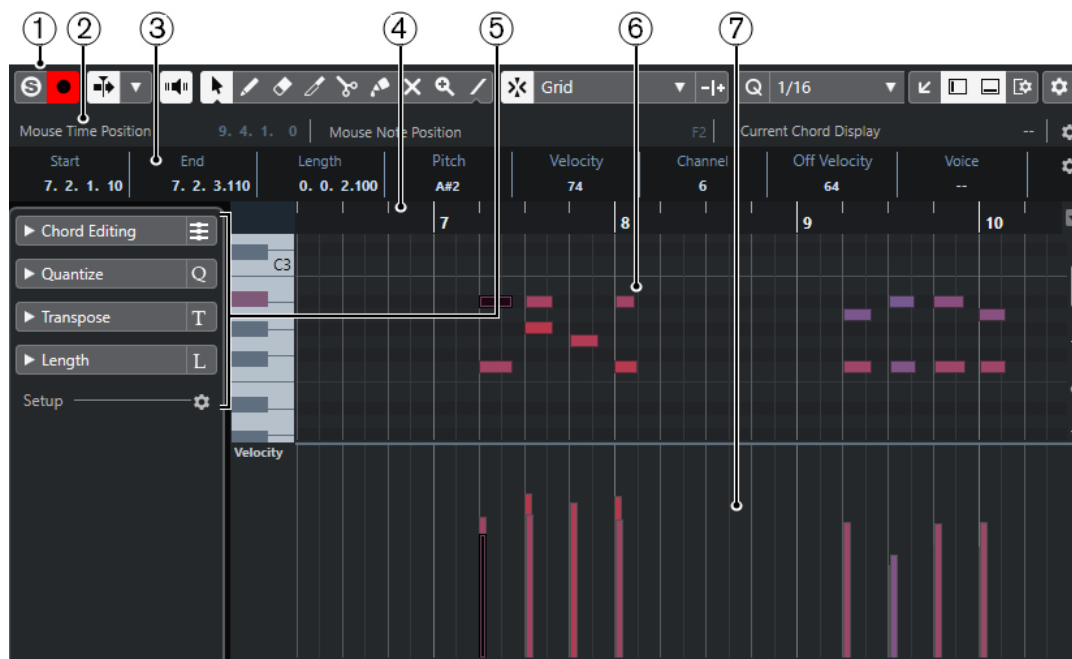 ① ② ③ ④ ⑤ ⑥ ⑦
S Grid Q 1/16
Mouse Time Position 9. 4. 1. 0 Mouse Note Position F2 Current Chord Display --
Start End Length Pitch Velocity Channel Off Velocity Voice
7. 2. 1. 10 7. 2. 3.110 0. 0. 2.100 A#2 74 6 64 --
7 8 9 10
Chord Editing
C3
Quantize Q
Transpose T
Length L
Setup
Velocity